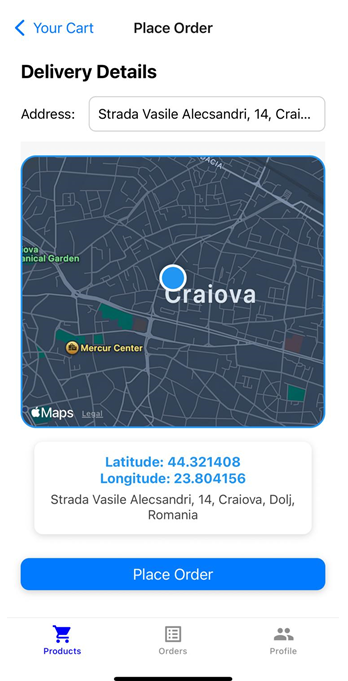 Your Cart
Place Order
Delivery Details
Address:
Strada Vasile Alecsandri, 14, Crai...
DACIA
ova
anical Garden
Craiova
Mercur Center
Maps
Legal
Latitude: 44.321408
Longitude: 23.804156
Strada Vasile Alecsandri, 14, Craiova, Dolj,
Romania
Place Order
Products
Orders
Profile